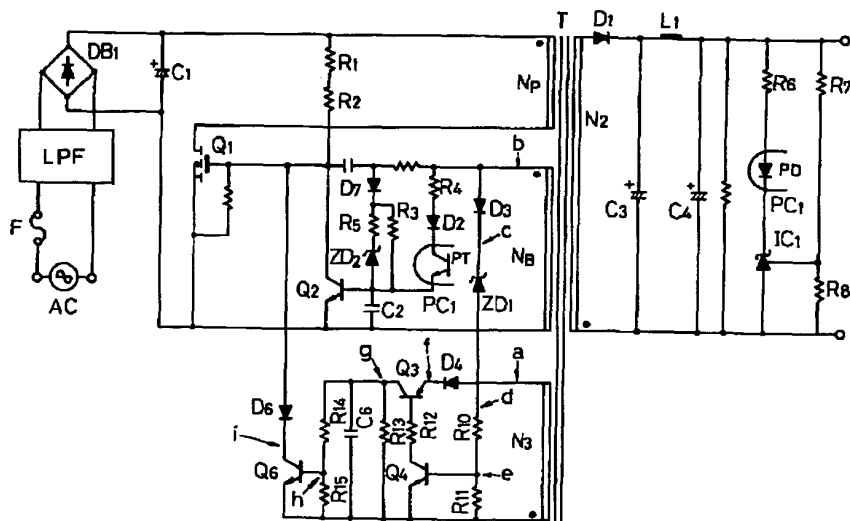 T
D1
L1
DB1
C1
R1
R2
NP
N2
R6
R7
LPF
Q1
b
D7
R4
D3
PD
PC1
C3
C4
F
R5
R3
D2
c
IC1
ZD2
PT
NB
R8
AC
Q2
C2
PC1
ZD1
g
Q3
f
D4
a
d
D6
R14
C6
R13
R12
R10
N3
i
Q6
h
R15
Q4
e
R11